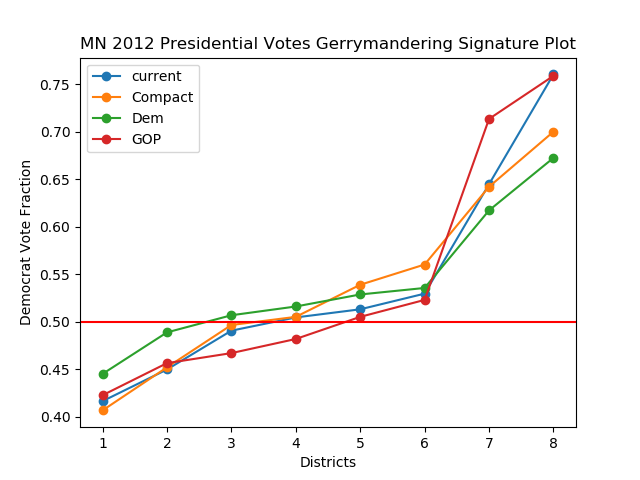 MN 2012 Presidential Votes Gerrymandering Signature Plot
current
Compact
Dem
GOP
Democrat Vote Fraction
0.75
0.70
0.65
0.60
0.55
0.50
0.45
0.40
1 2 3 4 5 6 7 8
Districts